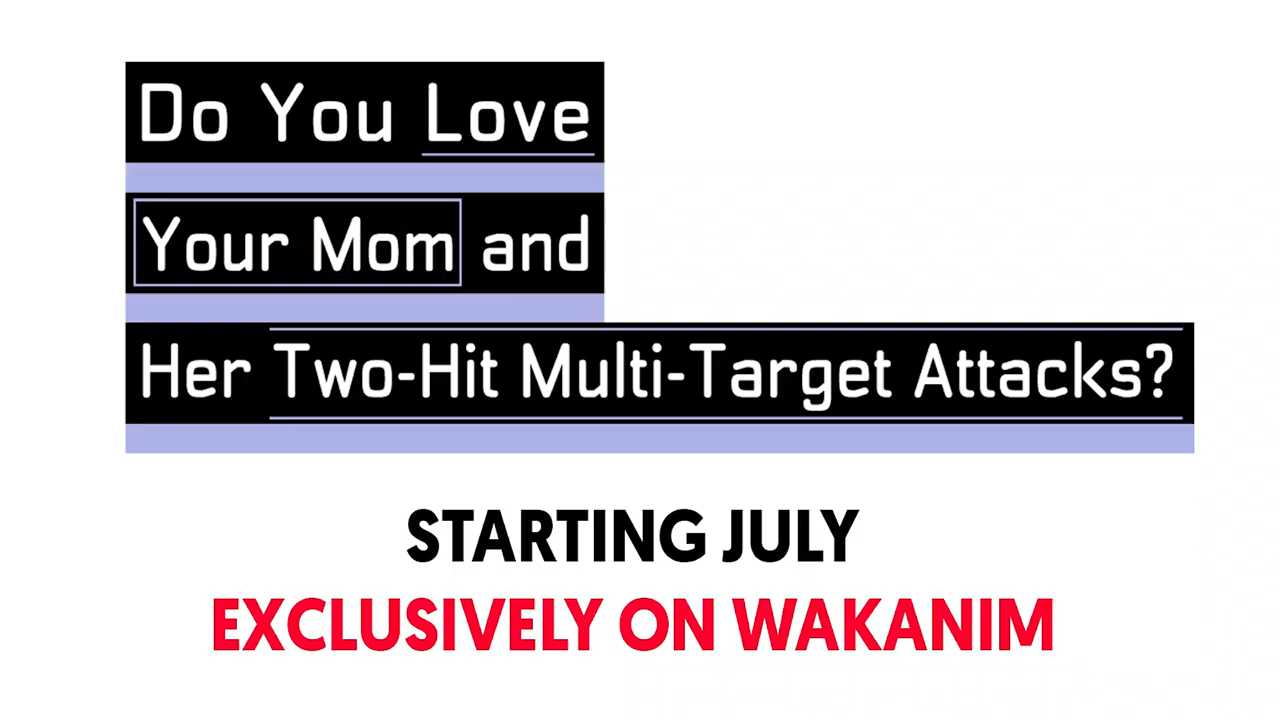 Do You Love
Your Mom and
Her Two-Hit Multi-Target Attacks?
STARTING JULY
EXCLUSIVELY ON WAKANIM